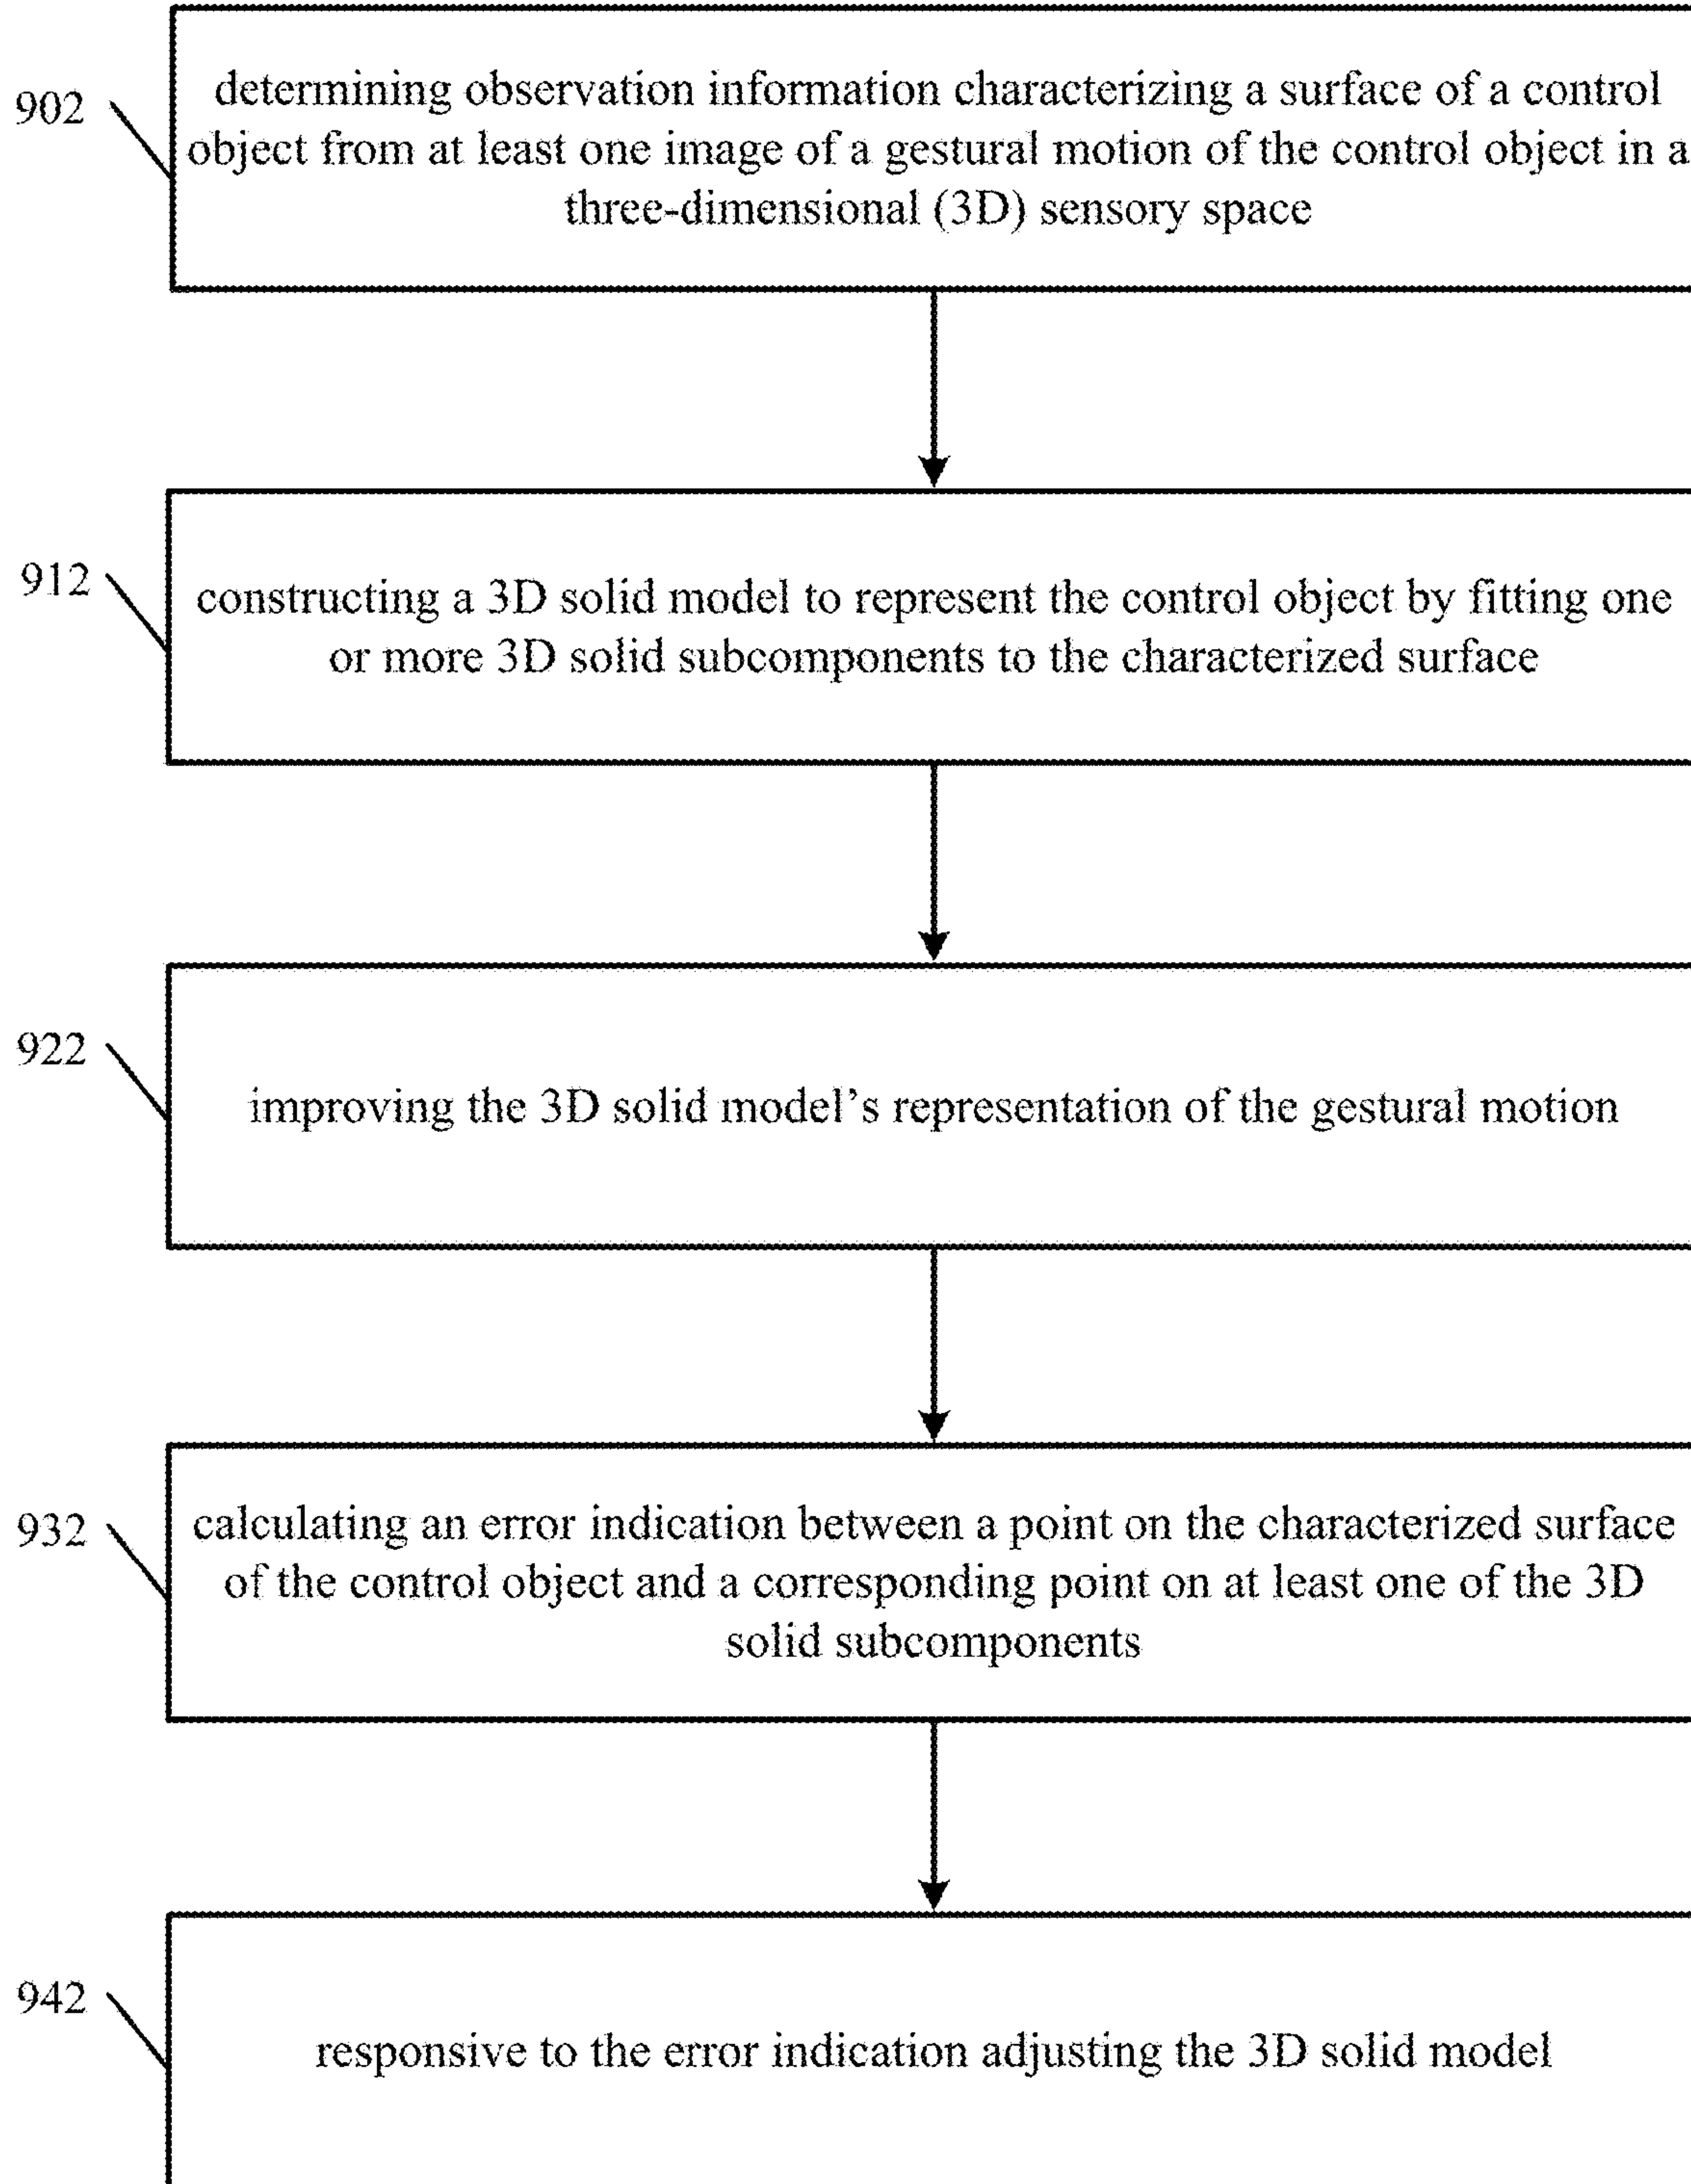 902
determining observation information characterizing a surface of a control
object from at least one image of a gestural motion of the control object in a
three-dimensional (3D) sensory space
912
constructing a 3D solid model to represent the control object by fitting one
or more 3D solid subcomponents to the characterized surface
922
improving the 3D solid model’s representation of the gestural motion
932
calculating an error indication between a point on the characterized surface
of the control object and a corresponding point on at least one of the 3D
solid subcomponents
942
responsive to the error indication adjusting the 3D solid model